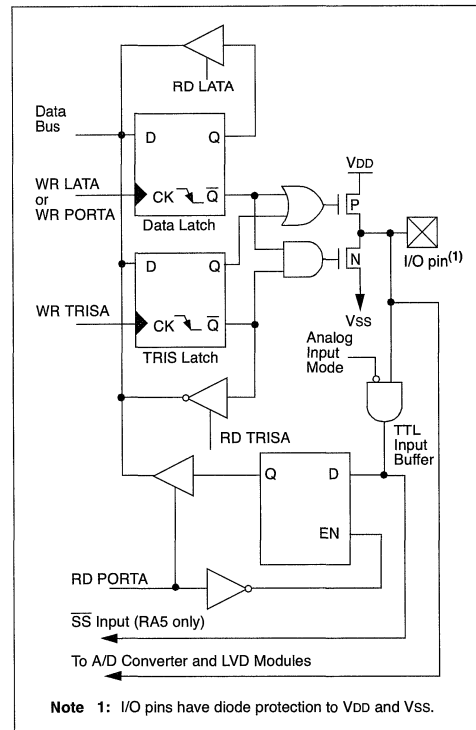 RD LATA
Data
Bus
D Q
VDD
WR LATA
or
WR PORTA
CK Q
P
Data Latch
I/O pin(1)
D Q
N
WR TRISA
CK Q
VSS
TRIS Latch
Analog
Input
Mode
TTL
Input
Buffer
RD TRISA
Q D
EN
RD PORTA
SS Input (RA5 only)
To A/D Converter and LVD Modules
Note 1: I/O pins have diode protection to VDD and VSS.